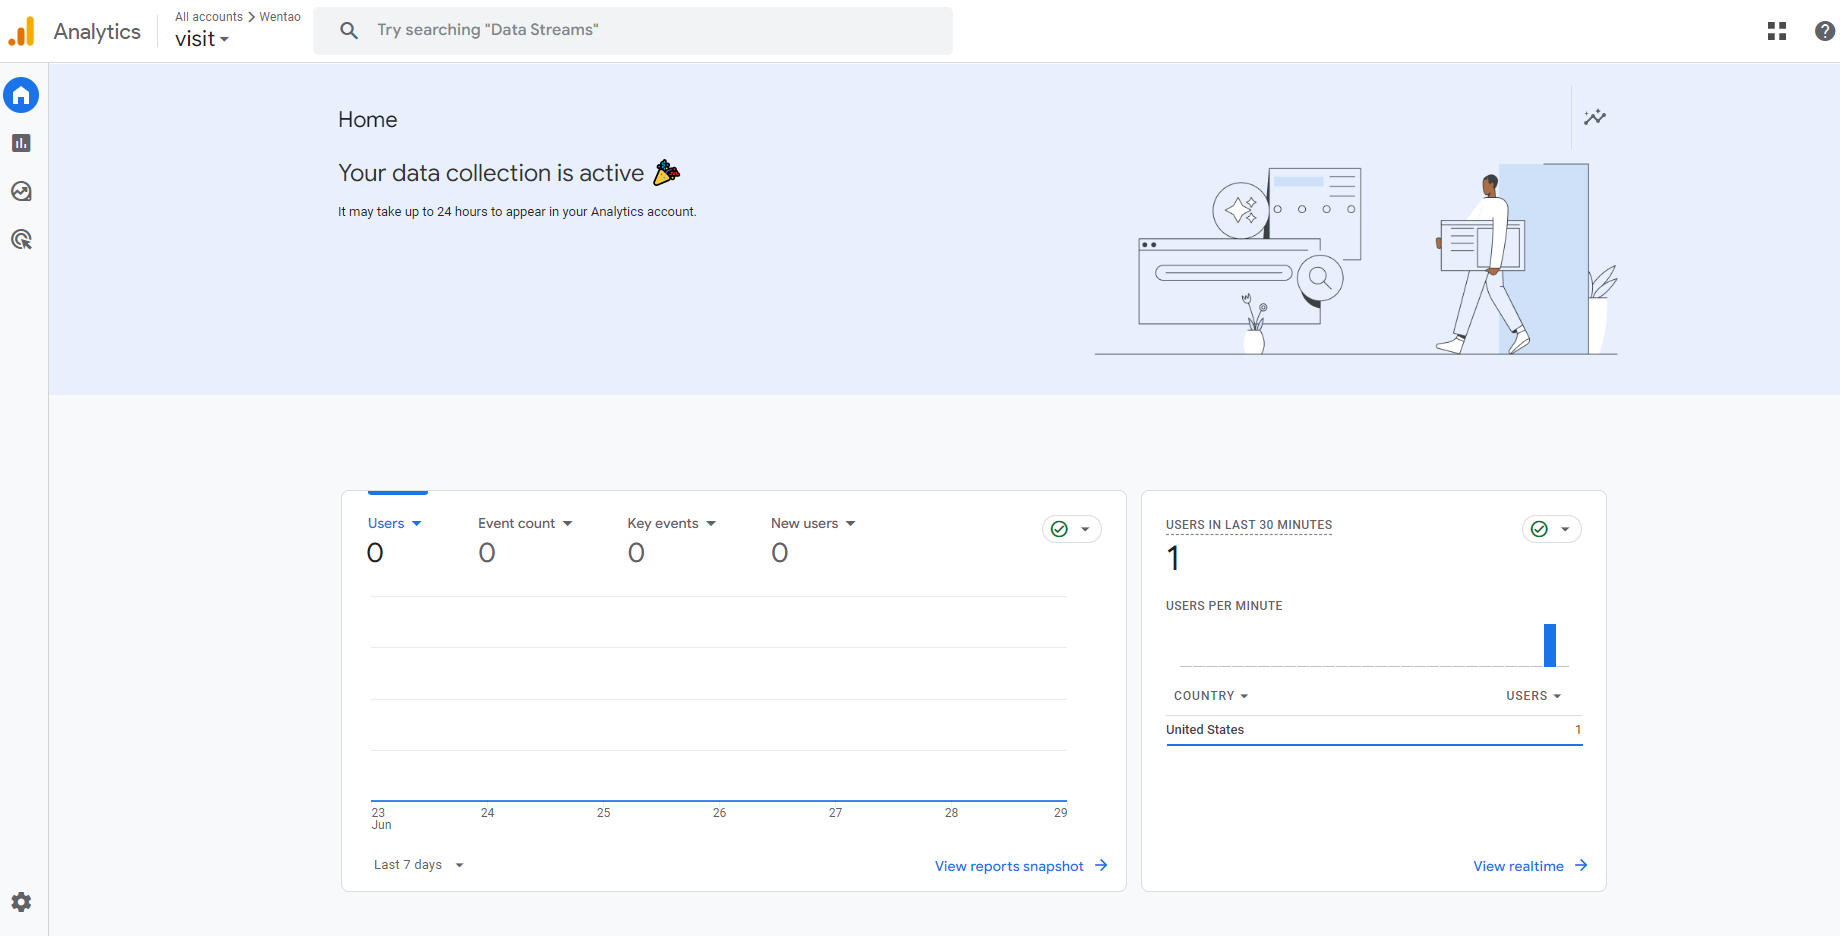 Analytics
All accounts > Wentao
visit
Try searching "Data Streams"
Home
Your data collection is active
It may take up to 24 hours to appear in your Analytics account.
Users
0
Event count
0
Key events
0
New users
0
23
Jun
24
25
26
27
28
29
Last 7 days
View reports snapshot
USERS IN LAST 30 MINUTES
1
USERS PER MINUTE
COUNTRY
USERS
United States
1
View realtime